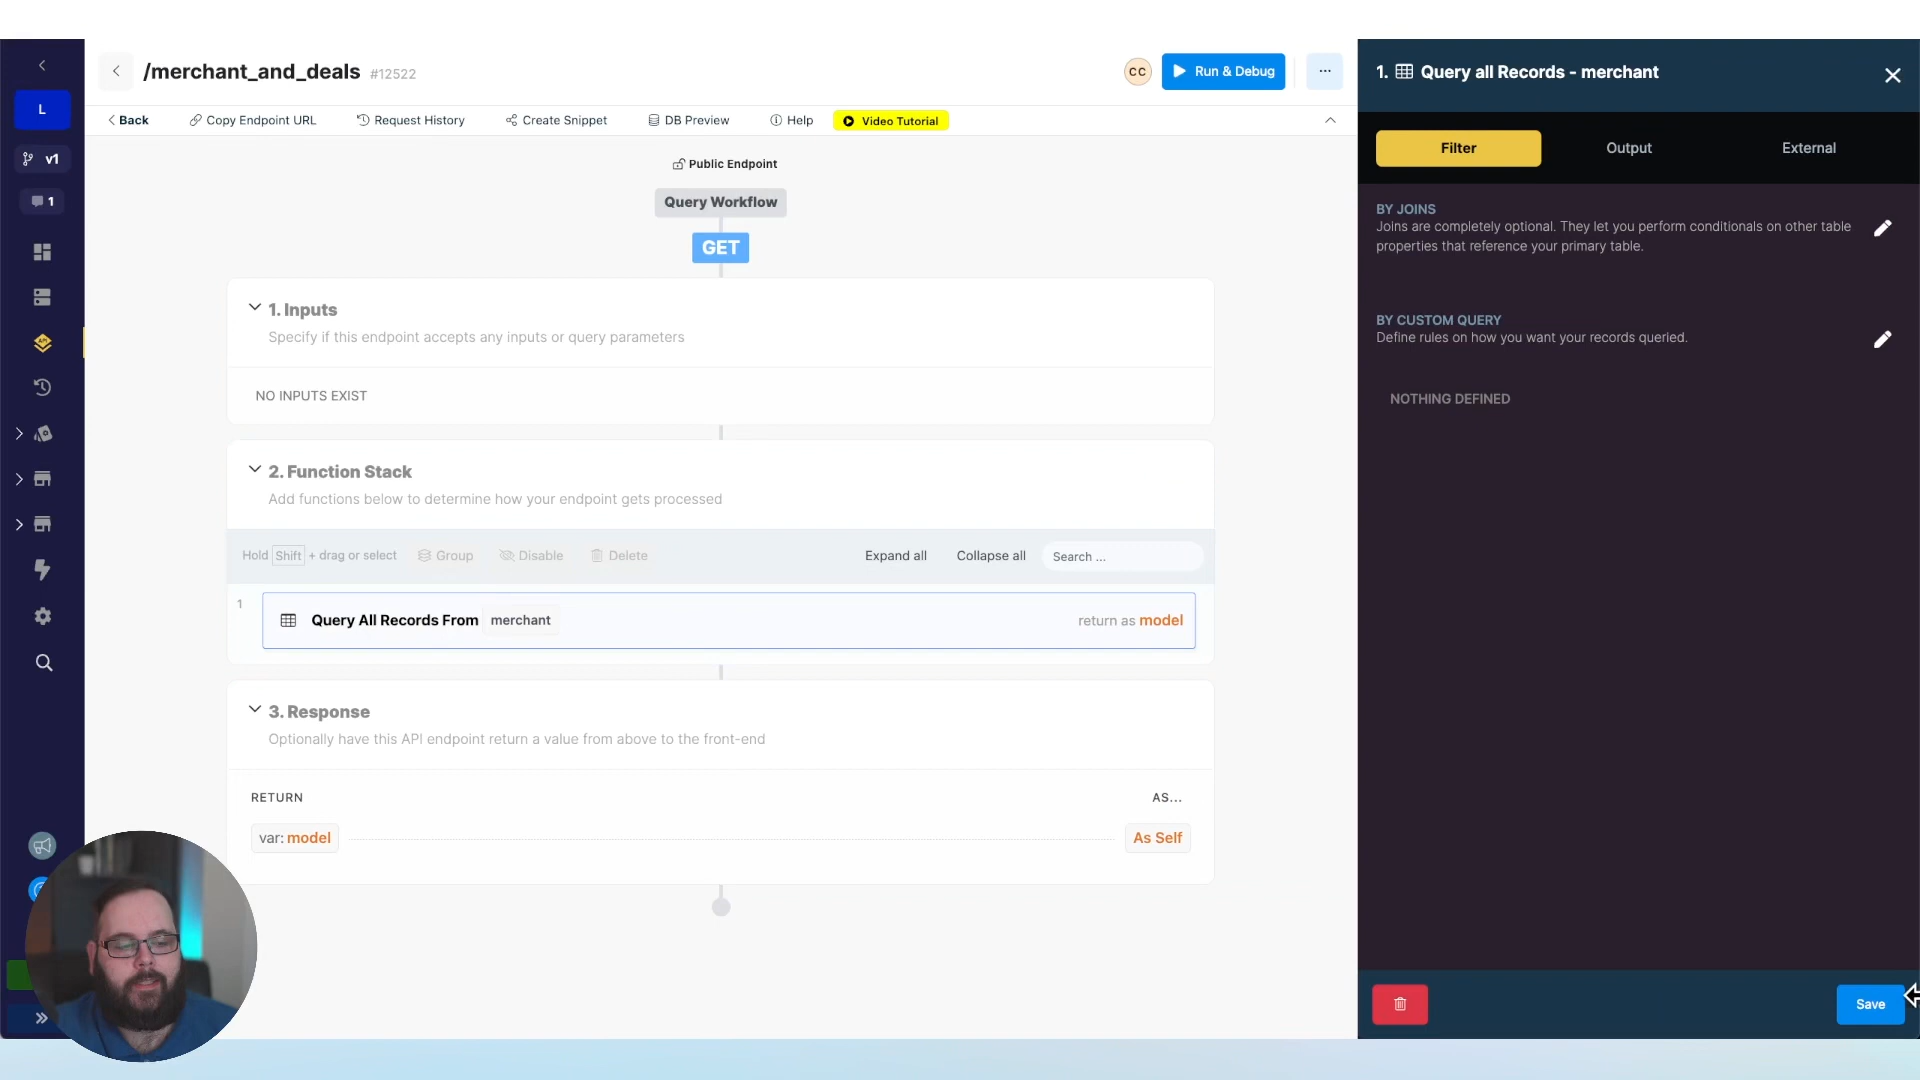 /merchant_and_deals #12522
CC
Run & Debug
L
v1
1
Back
Copy Endpoint URL
Request History
Create Snippet
DB Preview
Help
Video Tutorial
Public Endpoint
Query Workflow
GET
1. Inputs
Specify if this endpoint accepts any inputs or query parameters
NO INPUTS EXIST
2. Function Stack
Add functions below to determine how your endpoint gets processed
Hold Shift + drag or select Group Disable Delete Expand all Collapse all Search ...
1
Query All Records From merchant return as model
3. Response
Optionally have this API endpoint return a value from above to the front-end
RETURN AS...
var: model As Self
1. Query all Records - merchant
Filter Output External
BY JOINS
Joins are completely optional. They let you perform conditionals on other table
properties that reference your primary table.
BY CUSTOM QUERY
Define rules on how you want your records queried.
NOTHING DEFINED
Save